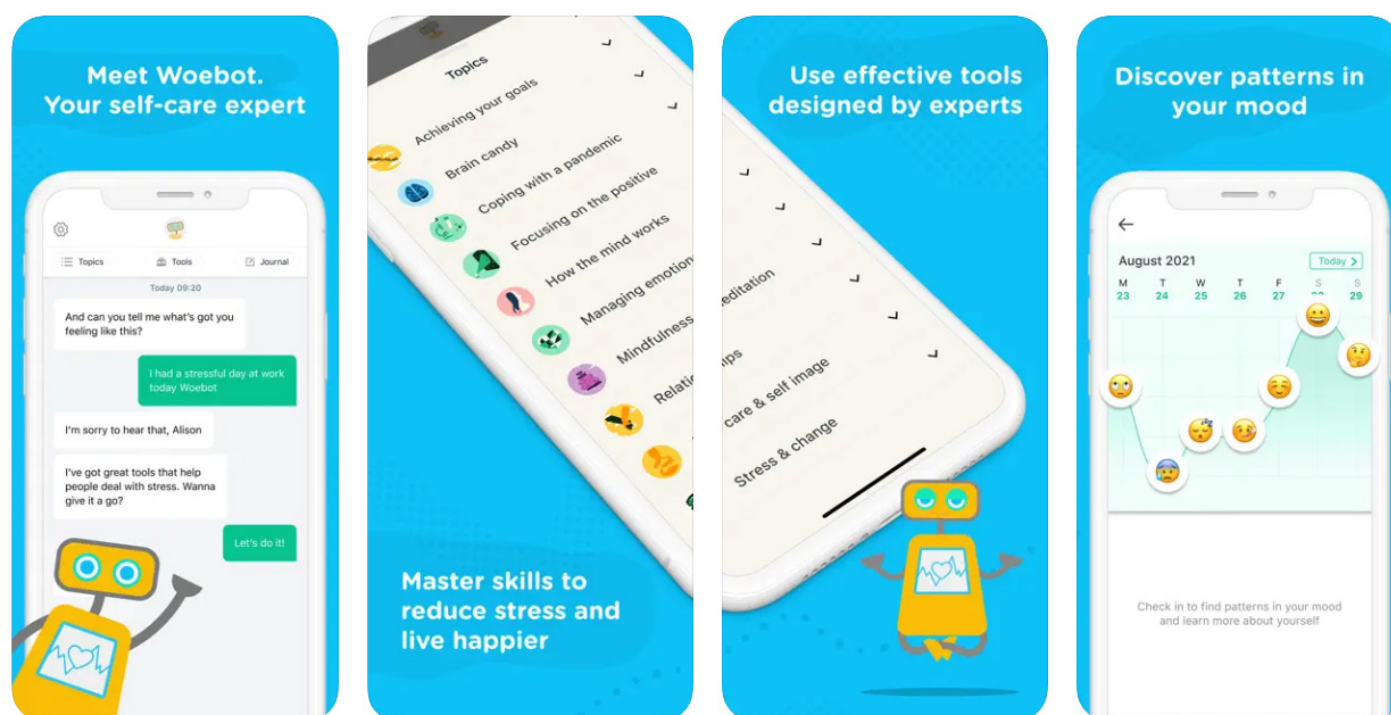 Meet Woebot.
Your self-care expert
Topics
Tools
Journal
Today 09:20
And can you tell me what's got you
feeling like this?
I had a stressful day at work
today Woebot
I'm sorry to hear that, Alison
I've got great tools that help
people deal with stress. Wanna
give it a go?
Let's do it!
Topics
Achieving your goals
Brain candy
Coping with a pandemic
Focusing on the positive
How the mind works
Managing emotion
Mindfulness
Relatio
Master skills to
reduce stress and
live happier
Use effective tools
designed by experts
editation
care & self image
Stress & change
Discover patterns in
your mood
August 2021
Today >
M T W T F S S
23 24 25 26 27 29
Check in to find patterns in your mood
and learn more about yourself